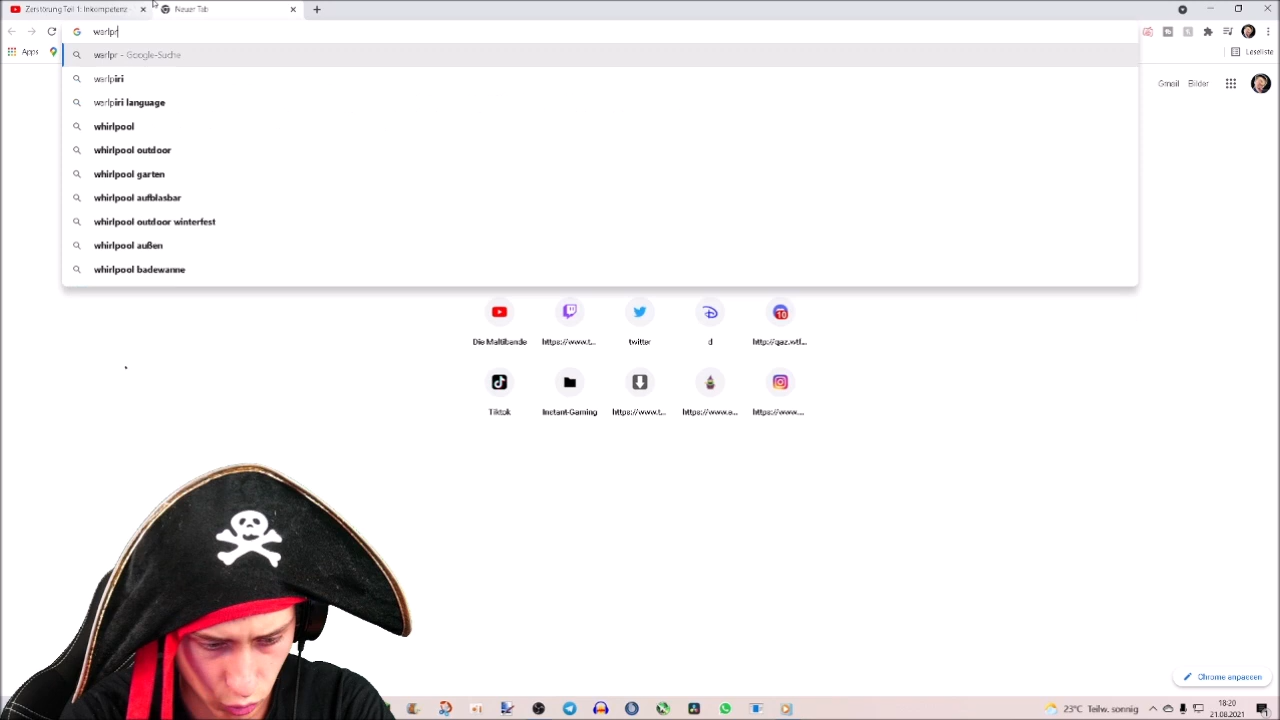 Zerstörung Teil 1: Inkompetenz
Neuer Tab
warlpr
Apps
Leseliste
warlpr - Google-Suche
warlpiri
warlpiri language
whirlpool
whirlpool outdoor
whirlpool garten
whirlpool aufblasbar
whirlpool outdoor winterfest
whirlpool außen
whirlpool badewanne
Gmail Bilder
Die Maltibande https://www.t... twitter d http://qaz.wtf...
10
Tiktok Instant-Gaming https://www.t... https://www.e... https://www....
Chrome anpassen
23°C Teilw. sonnig
18:20
21.08.2021